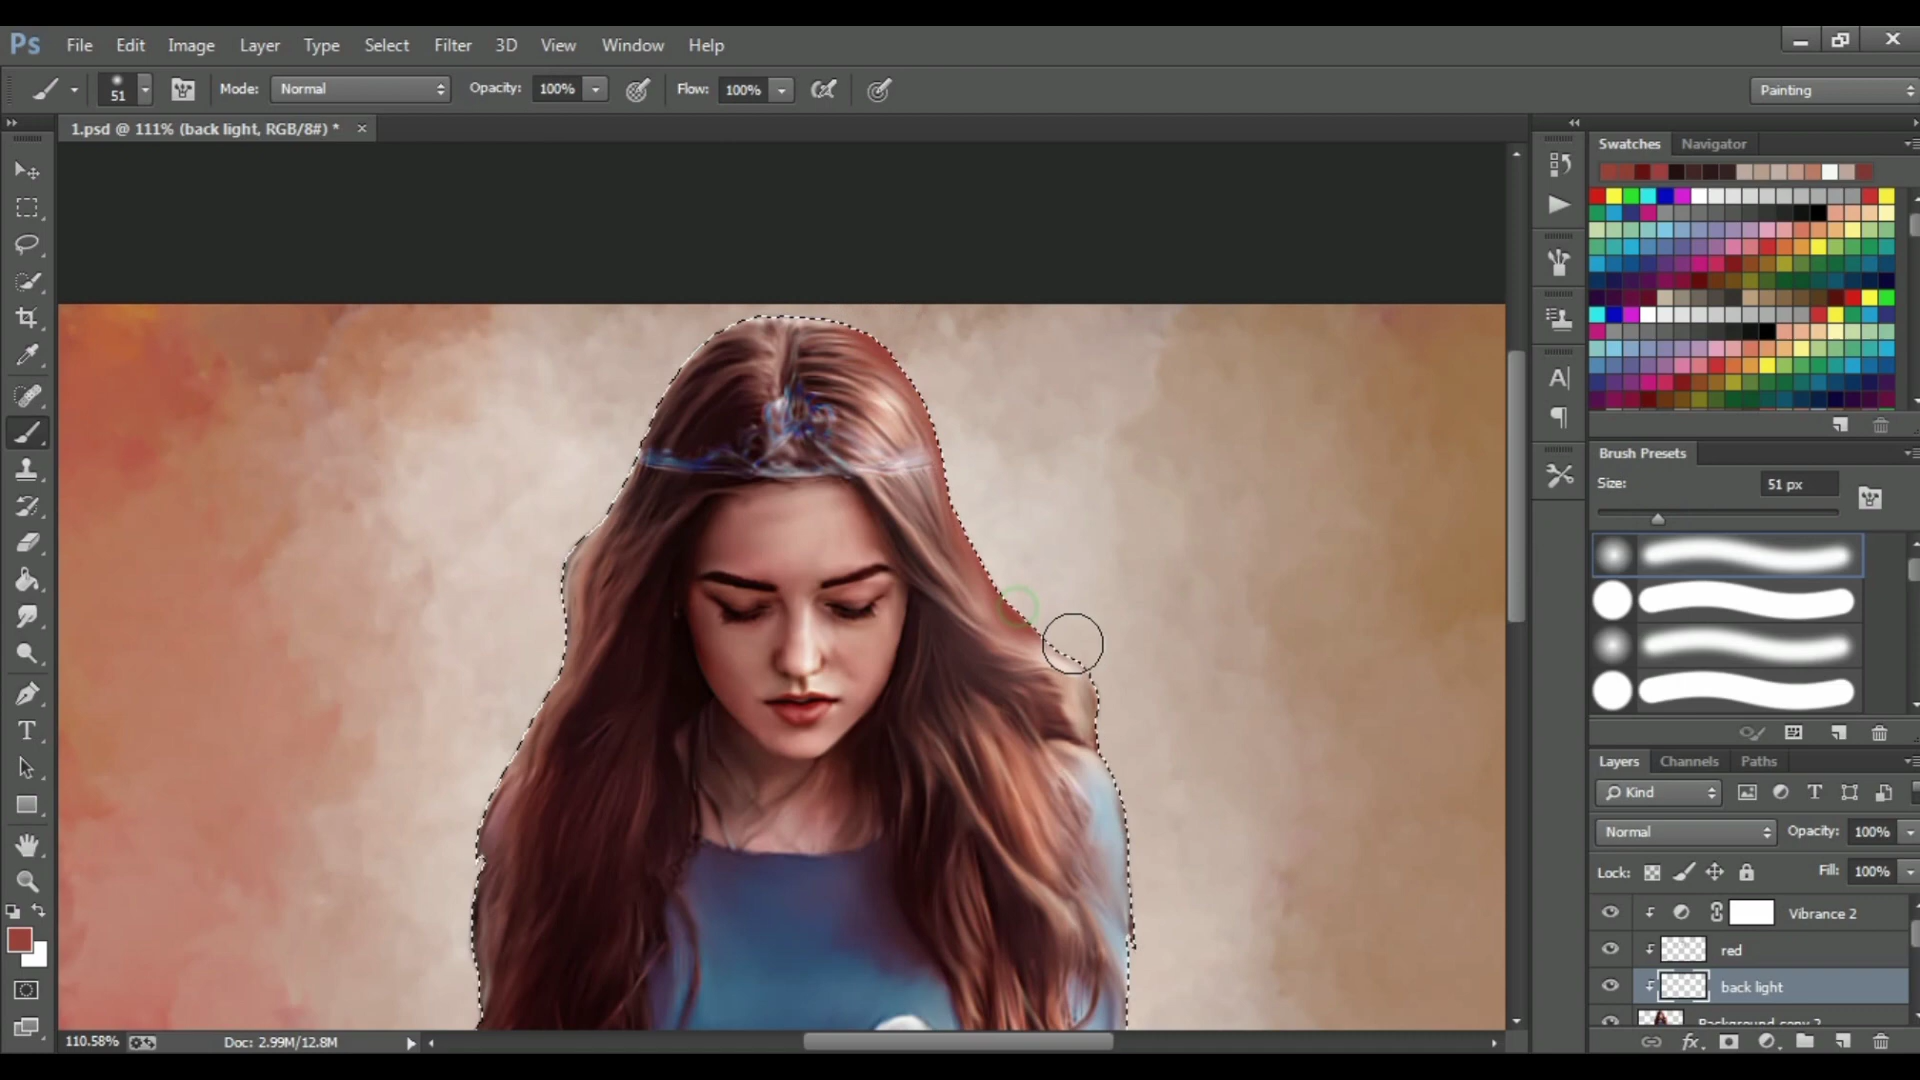 Ps File Edit Image Layer Type Select Filter 3D View Window Help
51 Mode: Normal Opacity: 100% Flow: 100% Painting
1.psd @ 111% (back light, RGB/8#) * ×
Swatches Navigator
Brush Presets
Size: 51 px
Layers Channels Paths
Kind
Normal Opacity: 100%
Lock: Fill: 100%
Vibrance 2
red
back light
Background copy 2
110.58% Doc: 2.99M/12.8M